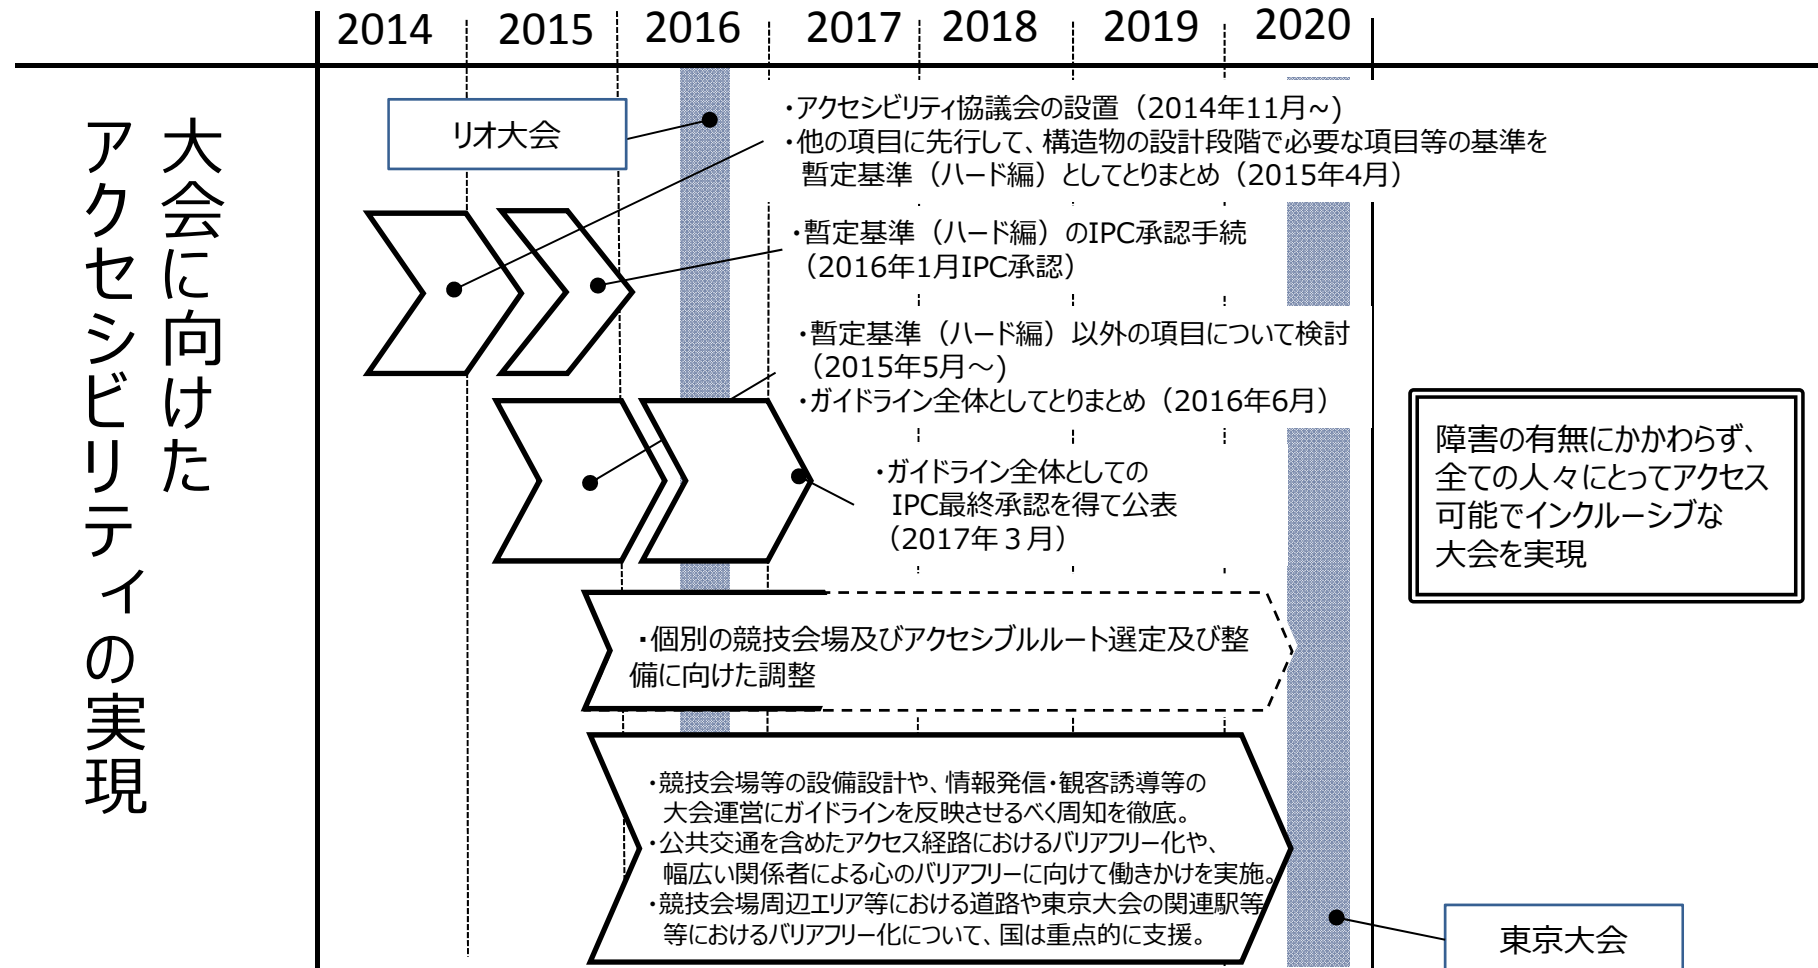 2014 2015 2016 2017 2018 2019 2020
大会に向けた
アクセシビリティの実現
リオ大会
・アクセシビリティ協議会の設置（2014年11月~）
・他の項目に先行して、構造物の設計段階で必要な項目等の基準を
暫定基準（ハード編）としてとりまとめ（2015年4月）
・暫定基準（ハード編）のIPC承認手続
（2016年1月IPC承認）
・暫定基準（ハード編）以外の項目について検討
（2015年5月～)
・ガイドライン全体としてとりまとめ（2016年6月）
・ガイドライン全体としての
IPC最終承認を得て公表
（2017年３月）
障害の有無にかかわらず、
全ての人々にとってアクセス
可能でインクルーシブな
大会を実現
・個別の競技会場及びアクセシブルルート選定及び整
備に向けた調整
・競技会場等の設備設計や、情報発信・観客誘導等の
大会運営にガイドラインを反映させるべく周知を徹底。
・公共交通を含めたアクセス経路におけるバリアフリー化や、
幅広い関係者による心のバリアフリーに向けて働きかけを実施。
・競技会場周辺エリア等における道路や東京大会の関連駅等
等におけるバリアフリー化について、国は重点的に支援。
東京大会